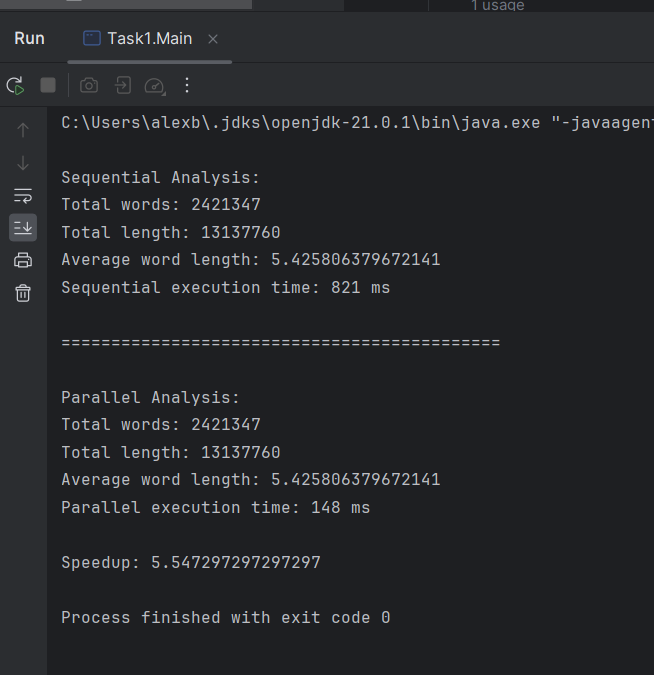 1 usage
Run Task1.Main
C:\Users\alexb\.jdks\openjdk-21.0.1\bin\java.exe "-javaagent
Sequential Analysis:
Total words: 2421347
Total length: 13137760
Average word length: 5.425806379672141
Sequential execution time: 821 ms
============================================
Parallel Analysis:
Total words: 2421347
Total length: 13137760
Average word length: 5.425806379672141
Parallel execution time: 148 ms
Speedup: 5.547297297297297
Process finished with exit code 0